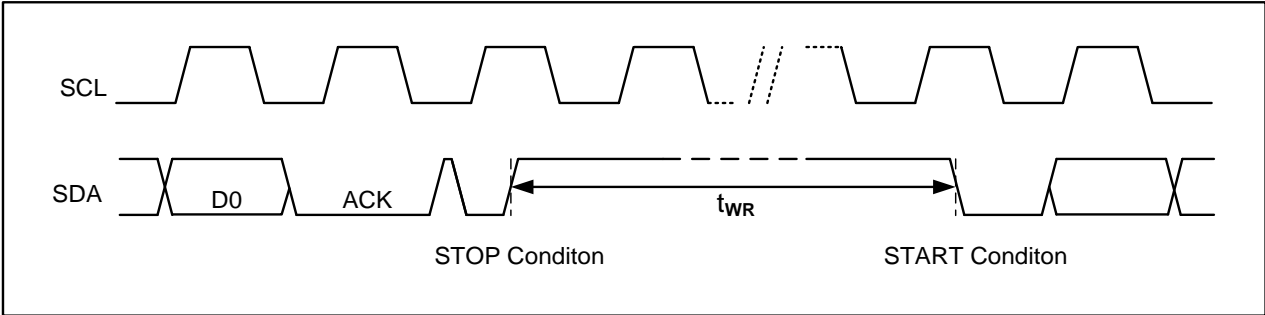 SCL
SDA
D0
ACK
tWR
STOP Conditon
START Conditon